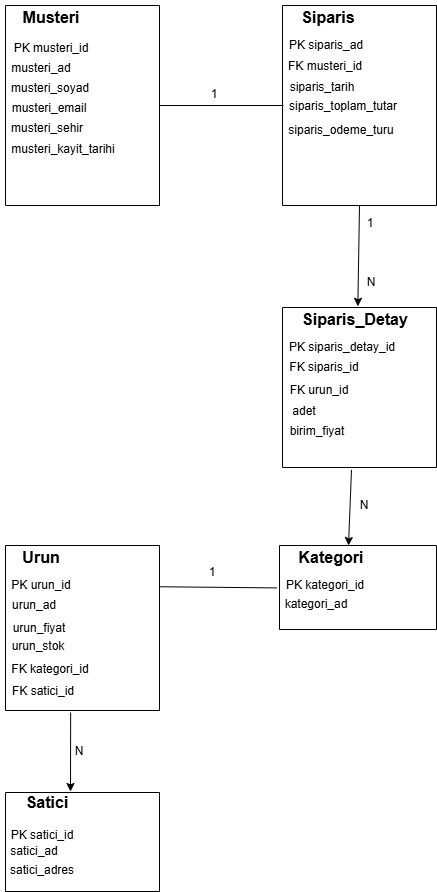 Musteri
PK musteri_id
musteri_ad
musteri_soyad
musteri_email
musteri_sehir
musteri_kayit_tarihi
1
Siparis
PK siparis_ad
FK musteri_id
siparis_tarih
siparis_toplam_tutar
siparis_odeme_turu
1
N
Siparis_Detay
PK siparis_detay_id
FK siparis_id
FK urun_id
adet
birim_fiyat
N
Urun
PK urun_id
urun_ad
urun_fiyat
urun_stok
FK kategori_id
FK satici_id
1
Kategori
PK kategori_id
kategori_ad
N
Satici
PK satici_id
satici_ad
satici_adres